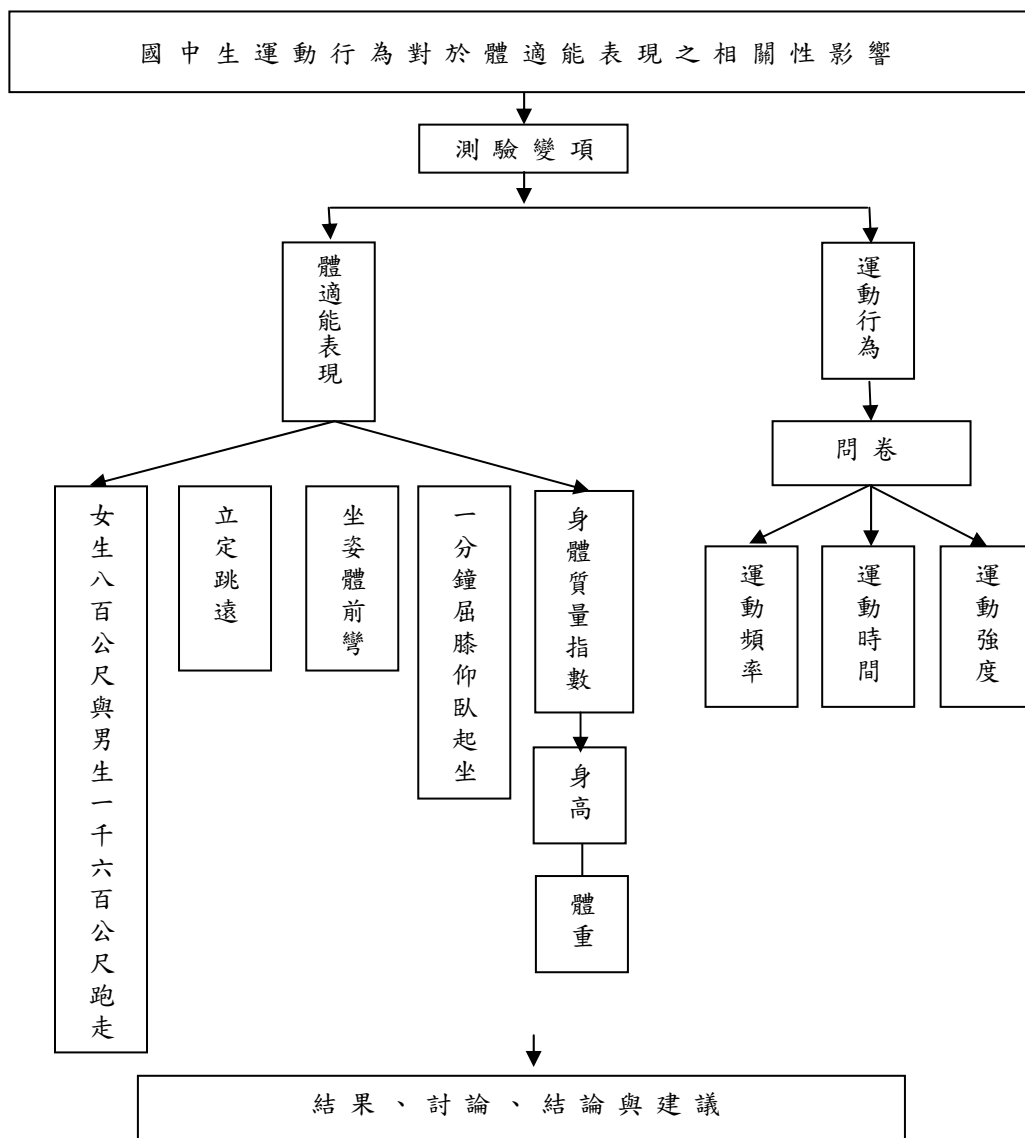 國中生運動行為對於體適能表現之相關性影響
測驗變項
體適能表現
運動行為
問卷
女生八百公尺與男生一千六百公尺跑走
立定跳遠
坐姿體前彎
一分鐘屈膝仰臥起坐
身體質量指數
運動頻率
運動時間
運動強度
身高
體重
結果、討論、結論與建議